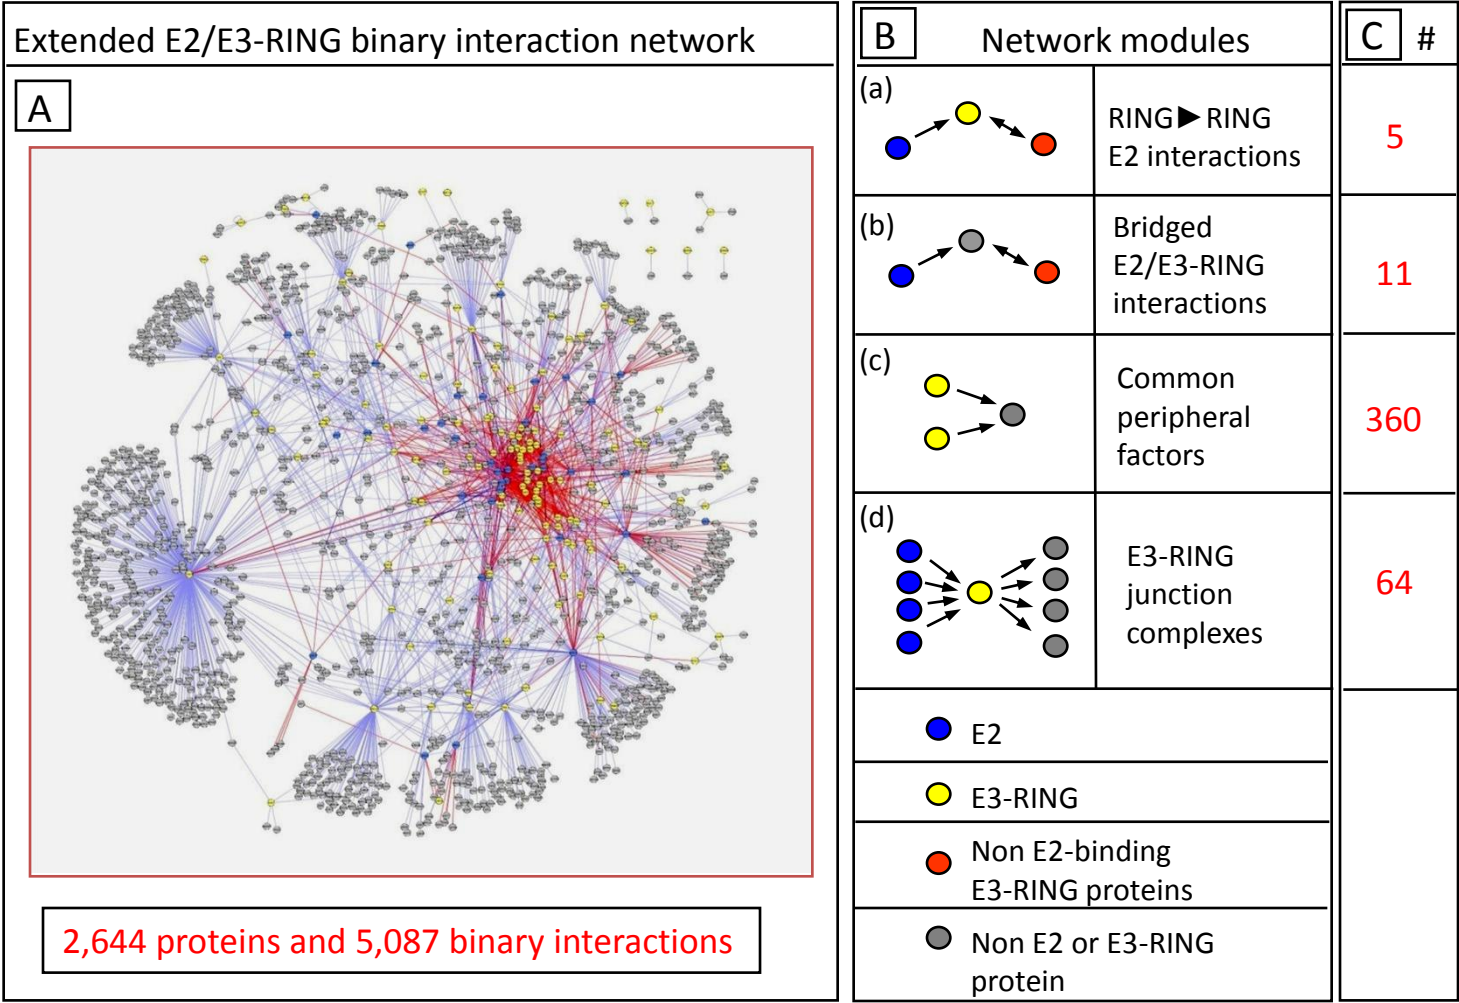 Extended E2/E3-RING binary interaction network
A
2,644 proteins and 5,087 binary interactions
B
Network modules
(a)
RING►RING
E2 interactions
(b)
Bridged
E2/E3-RING
interactions
(c)
Common
peripheral
factors
(d)
E3-RING
junction
complexes
E2
E3-RING
Non E2-binding
E3-RING proteins
Non E2 or E3-RING
protein
C #
5
11
360
64